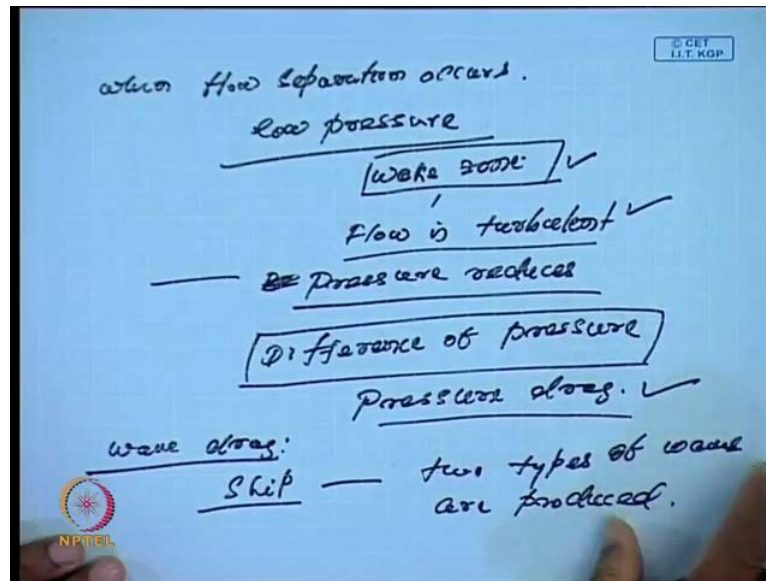 © CET
I.I.T. KGP
when flow separation occurs.
low pressure
Wake zone
Flow is turbulent
Pressure reduces
Difference of pressure
Pressure drag.
Wave drag:
Ship — two types of wave
are produced.
NPTEL